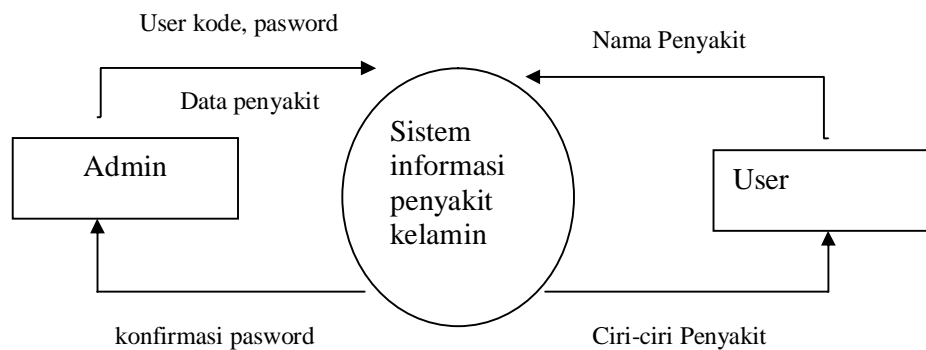 User kode, pasword
Nama Penyakit
Data penyakit
Admin
Sistem
informasi
penyakit
kelamin
User
konfirmasi pasword
Ciri-ciri Penyakit